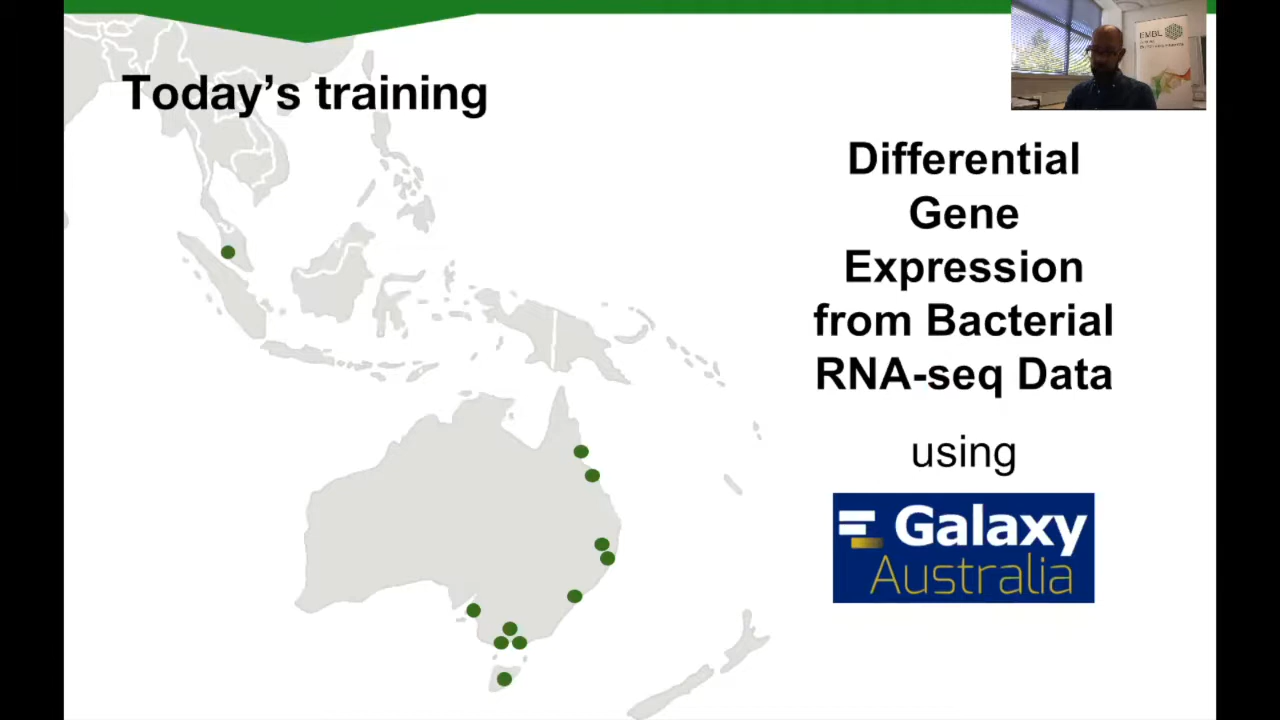 Today's training
EMBL
Differential
Gene
Expression
from Bacterial
RNA-seq Data
using
Galaxy
Australia